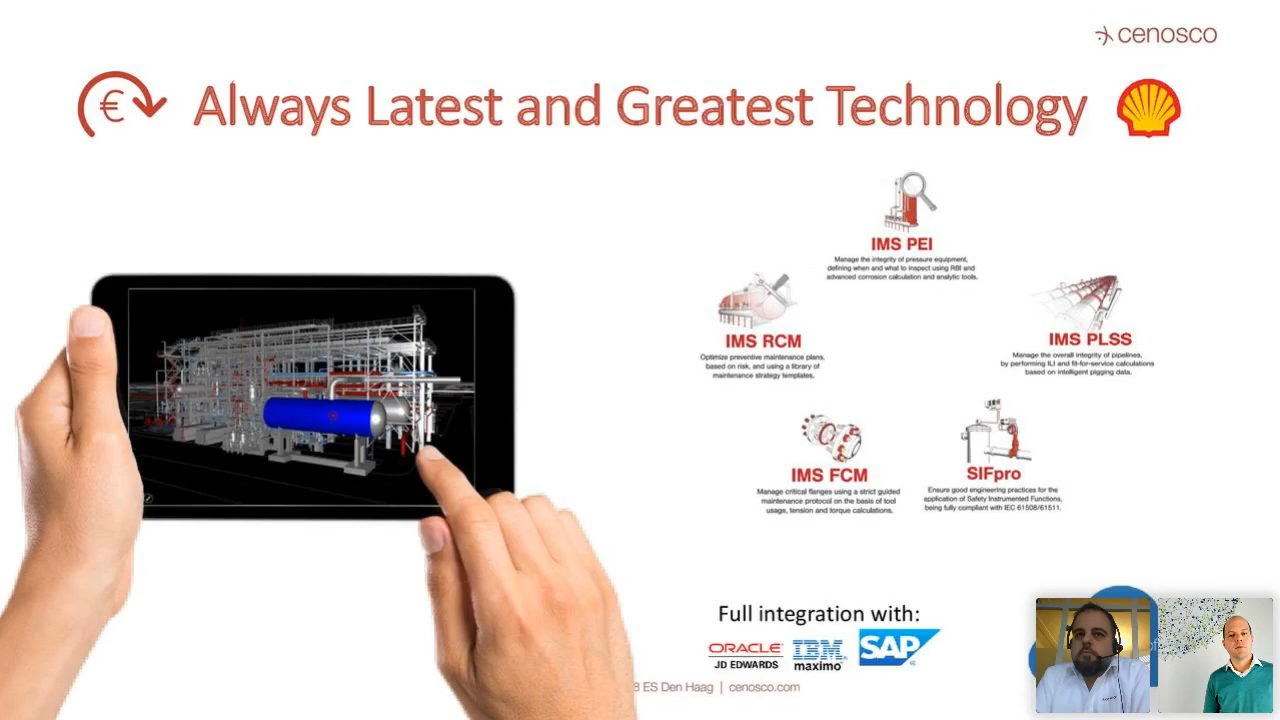 cenosco
€ Always Latest and Greatest Technology
IMS PEI
Manage the integrity of pressure equipment,
defining when and what to inspect using RBI and
advanced corrosion calculation and analytic tools.
IMS RCM
Optimize preventive maintenance plans,
based on risk, and using a library of
maintenance strategy templates.
IMS PLSS
Manage the overall integrity of pipelines,
by performing ILI and fit-for-service calculations
based on intelligent pigging data.
IMS FCM
Manage critical flanges using a strict guided
maintenance protocol on the basis of tool
usage, tension and torque calculations.
SIFpro
Ensure good engineering practices for the
application of Safety Instrumented Functions,
being fully compliant with IEC 61508/61511.
Full integration with:
ORACLE
JD EDWARDS
IBM
maximo
SAP
ES Den Haag | cenosco.com